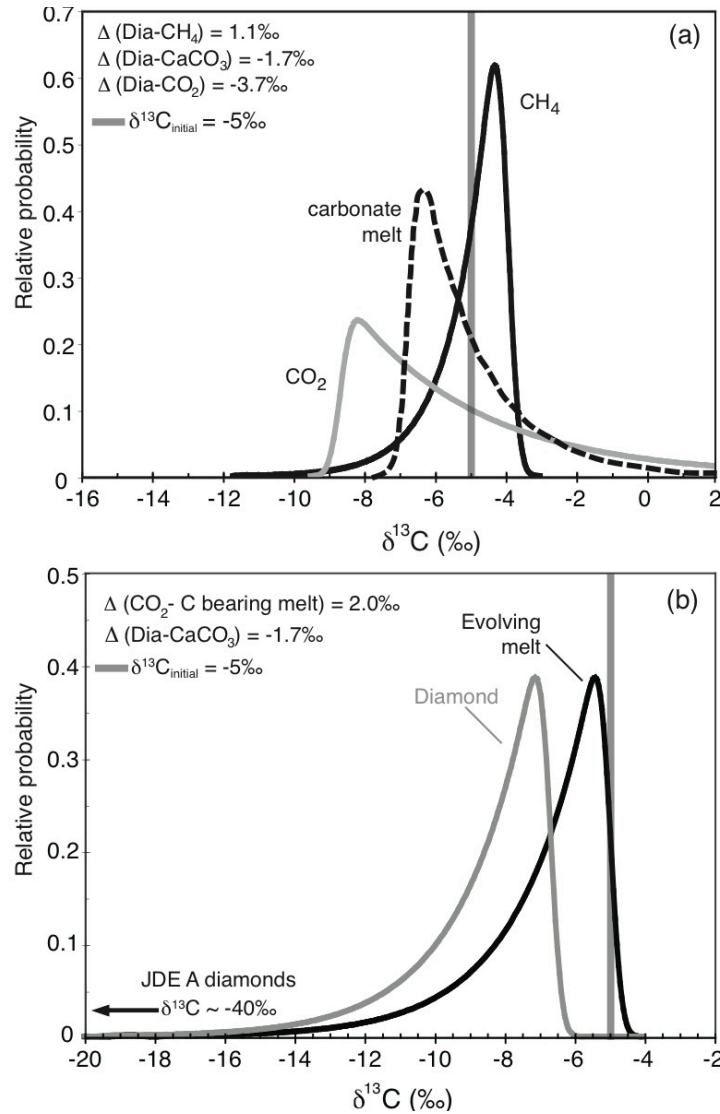 0.7
(a)
Δ (Dia-CH₄) = 1.1‰
Δ (Dia-CaCO₃) = -1.7‰
Δ (Dia-CO₂) = -3.7‰
δ¹³C_initial = -5‰
0.6
CH₄
0.5
carbonate
melt
0.4
Relative probability
0.3
CO₂
0.2
0.1
0
-16 -14 -12 -10 -8 -6 -4 -2 0 2
δ¹³C (‰)
0.5
(b)
Δ (CO₂- C bearing melt) = 2.0‰
Δ (Dia-CaCO₃) = -1.7‰
δ¹³C_initial = -5‰
Evolving
melt
0.4
Diamond
Relative probability
0.3
0.2
0.1
JDE A diamonds
δ¹³C ~ -40‰
0
-20 -18 -16 -14 -12 -10 -8 -6 -4 -2
δ¹³C (‰)